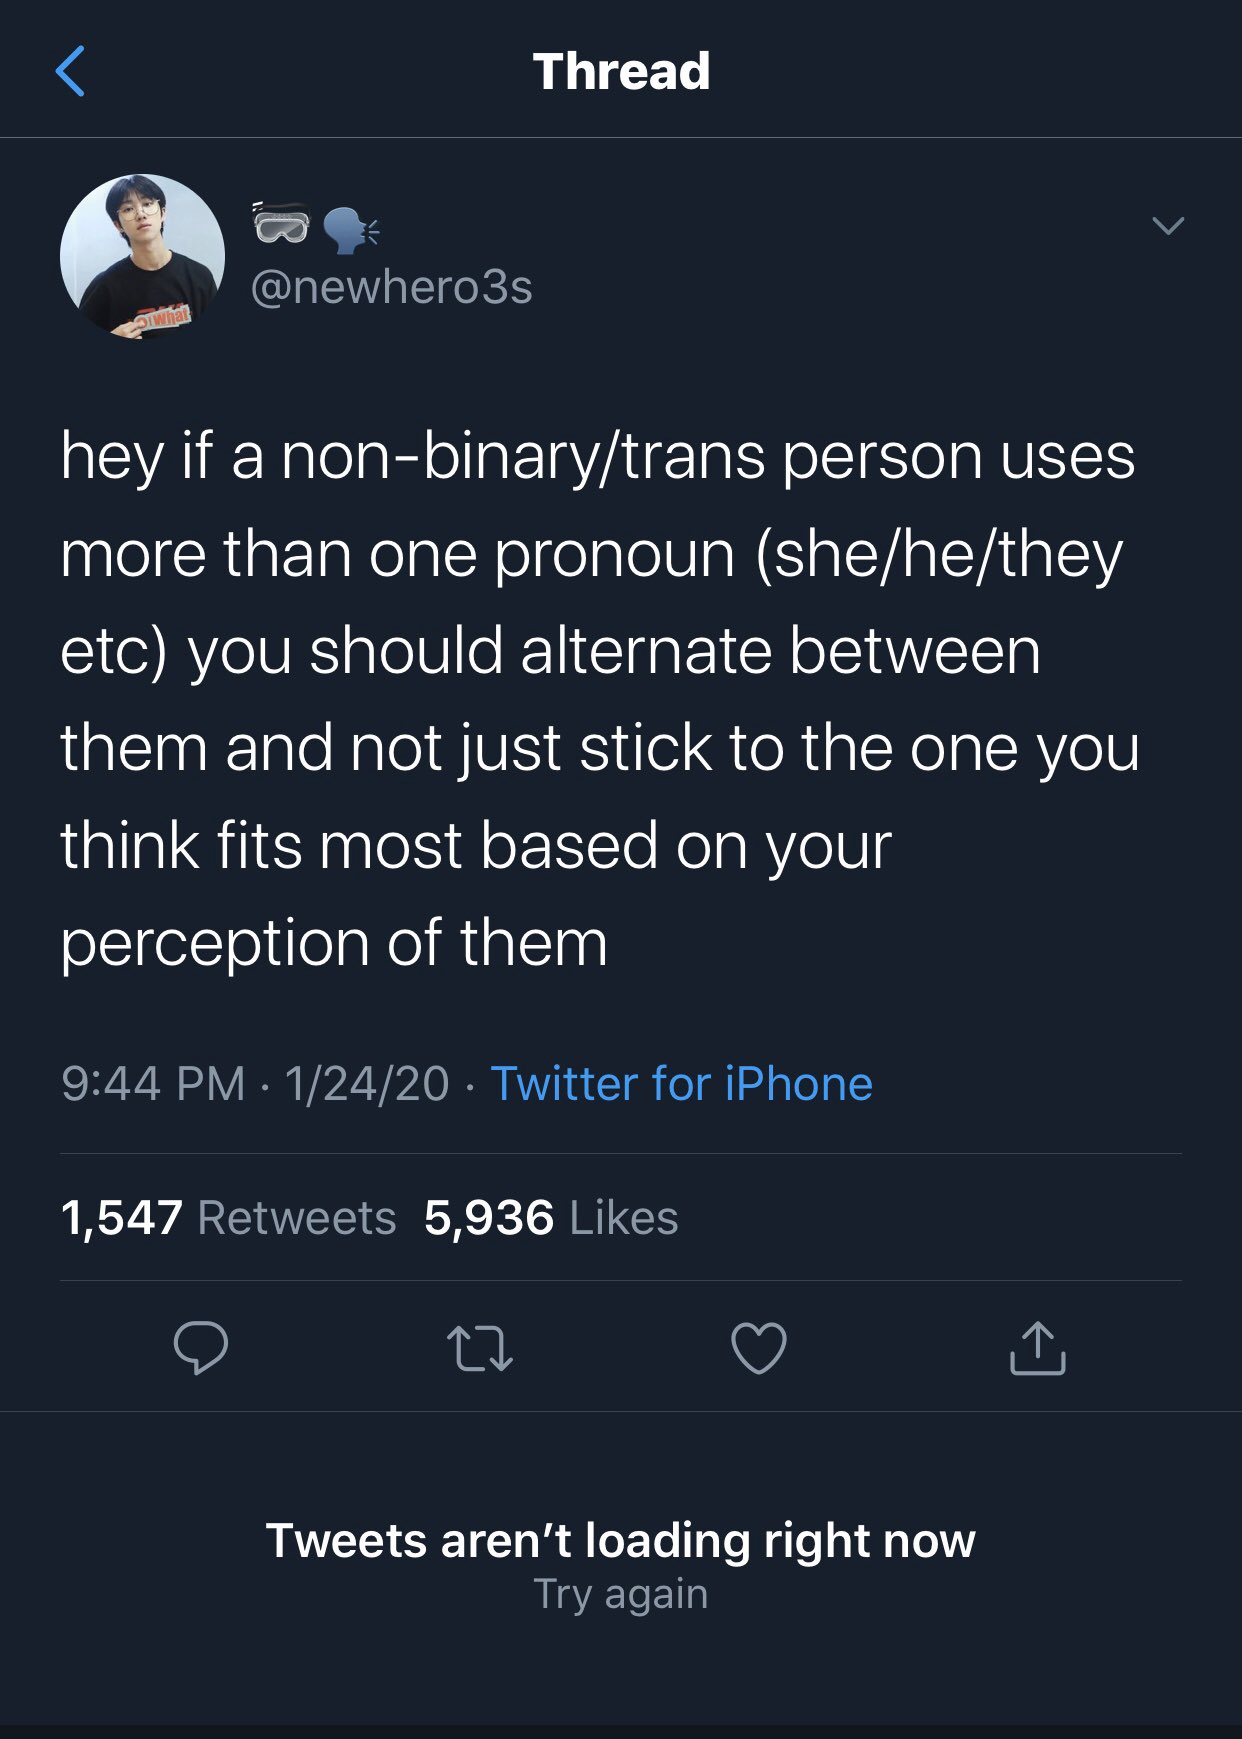 Thread
@newhero3s
hey if a non-binary/trans person uses
more than one pronoun (she/he/they
etc) you should alternate between
them and not just stick to the one you
think fits most based on your
perception of them
9:44 PM · 1/24/20 · Twitter for iPhone
1,547 Retweets 5,936 Likes
Tweets aren’t loading right now
Try again